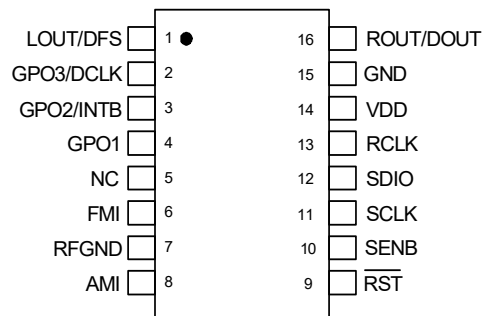 LOUT/DFS 1 16 ROUT/DOUT
GPO3/DCLK 2 15 GND
GPO2/INTB 3 14 VDD
GPO1 4 13 RCLK
NC 5 12 SDIO
FMI 6 11 SCLK
RFGND 7 10 SENB
AMI 8 9 R̅S̅T̅